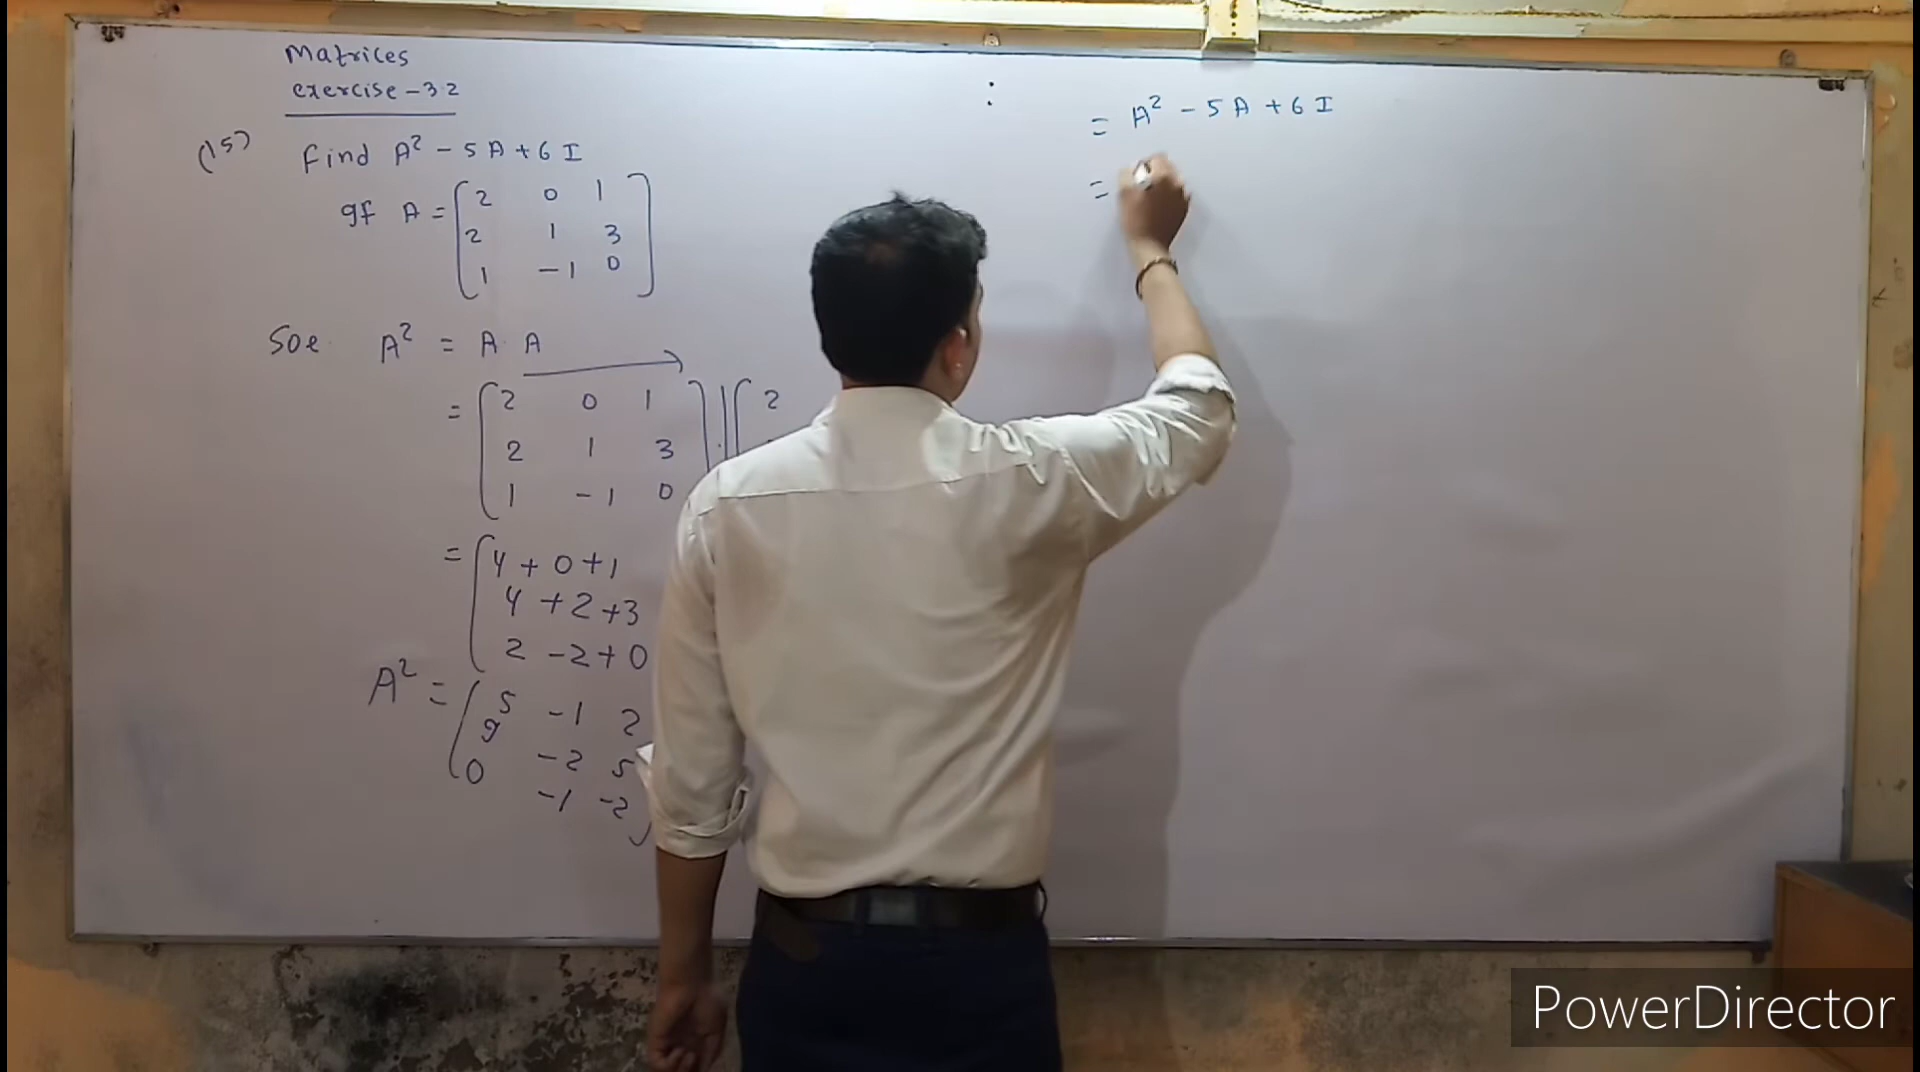 Matrices
exercise-3.2
(15) find A² - 5A + 6I
gf A = [2 0 1
2 1 3
1 -1 0]
Soe A² = A. A
= [2 0 1] [2
2 1 3
1 -1 0
= [4 + 0 + 1
4 + 2 + 3
2 - 2 + 0
A² = [5 -1 2
9 -2 5
0 -1 -2]
= A² - 5A + 6I
=
PowerDirector